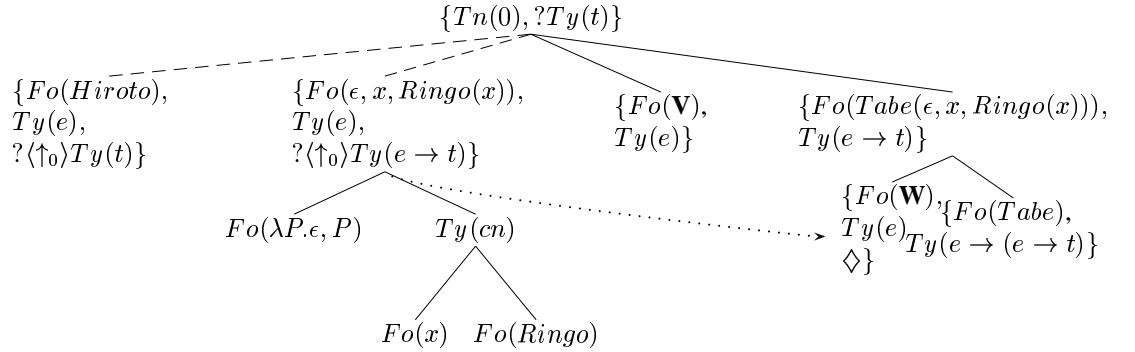 {Tn(0), ?Ty(t)}
{Fo(Hiroto),
Ty(e),
?⟨↑₀⟩Ty(t)}
{Fo(ϵ, x, Ringo(x)),
Ty(e),
?⟨↑₀⟩Ty(e → t)}
{Fo(V),
Ty(e)}
{Fo(Tabe(ϵ, x, Ringo(x))),
Ty(e → t)}
Fo(λP.ϵ, P)
Ty(cn)
{Fo(W),
Ty(e)
◊}
{Fo(Tabe),
Ty(e → (e → t)}
Fo(x)
Fo(Ringo)